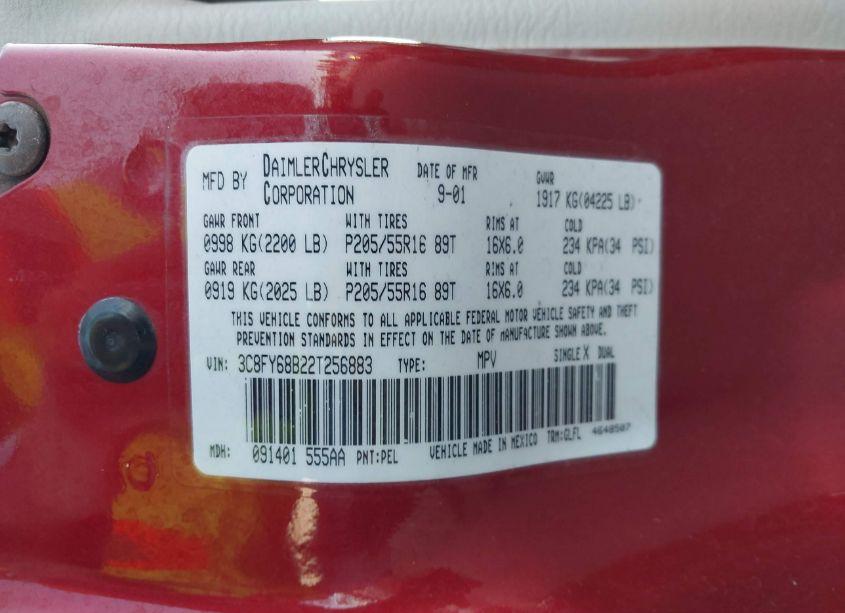 MFD BY DAIMLERCHRYSLER CORPORATION DATE OF MFR 9-01 GVWR 1917 KG(04225 LB)
GAWR FRONT WITH TIRES RIMS AT COLD
0998 KG(2200 LB) P205/55R16 89T 16X6.0 234 KPA(34 PSI)
GAWR REAR WITH TIRES RIMS AT COLD
0919 KG(2025 LB) P205/55R16 89T 16X6.0 234 KPA(34 PSI)
THIS VEHICLE CONFORMS TO ALL APPLICABLE FEDERAL MOTOR VEHICLE SAFETY AND THEFT
PREVENTION STANDARDS IN EFFECT ON THE DATE OF MANUFACTURE SHOWN ABOVE.
VIN: 3C8FY68B22T256883 TYPE: MPV SINGLE X DUAL
MDH: 091401 555AA PNT:PEL VEHICLE MADE IN MEXICO TRM:GLFL 4648507